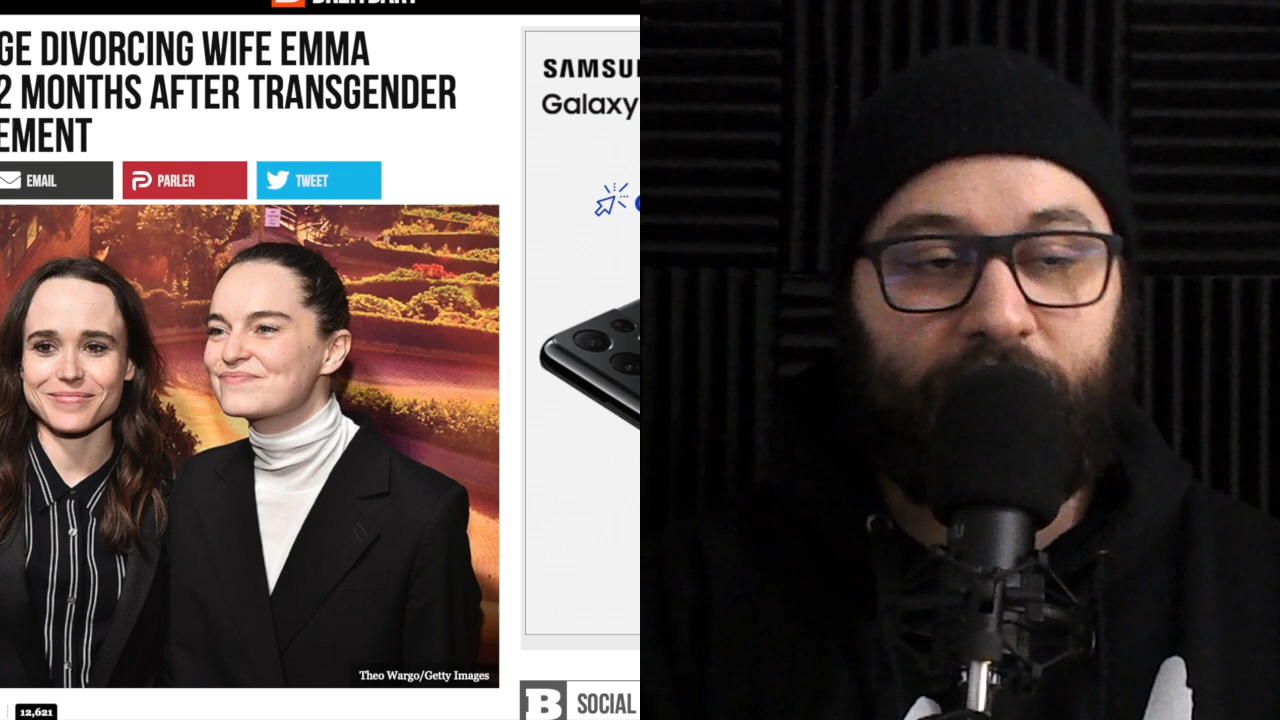 GE DIVORCING WIFE EMMA
2 MONTHS AFTER TRANSGENDER
EMENT
EMAIL
PARLER
TWEET
SAMSU
Galaxy
Theo Wargo/Getty Images
12,621
B SOCIAL